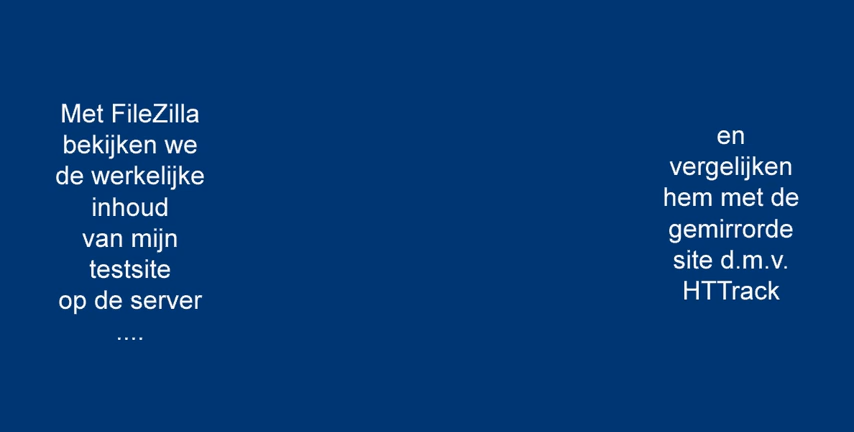 Met FileZilla
bekijken we
de werkelijke
inhoud
van mijn
testsite
op de server
....
en
vergelijken
hem met de
gemirrorde
site d.m.v.
HTTrack